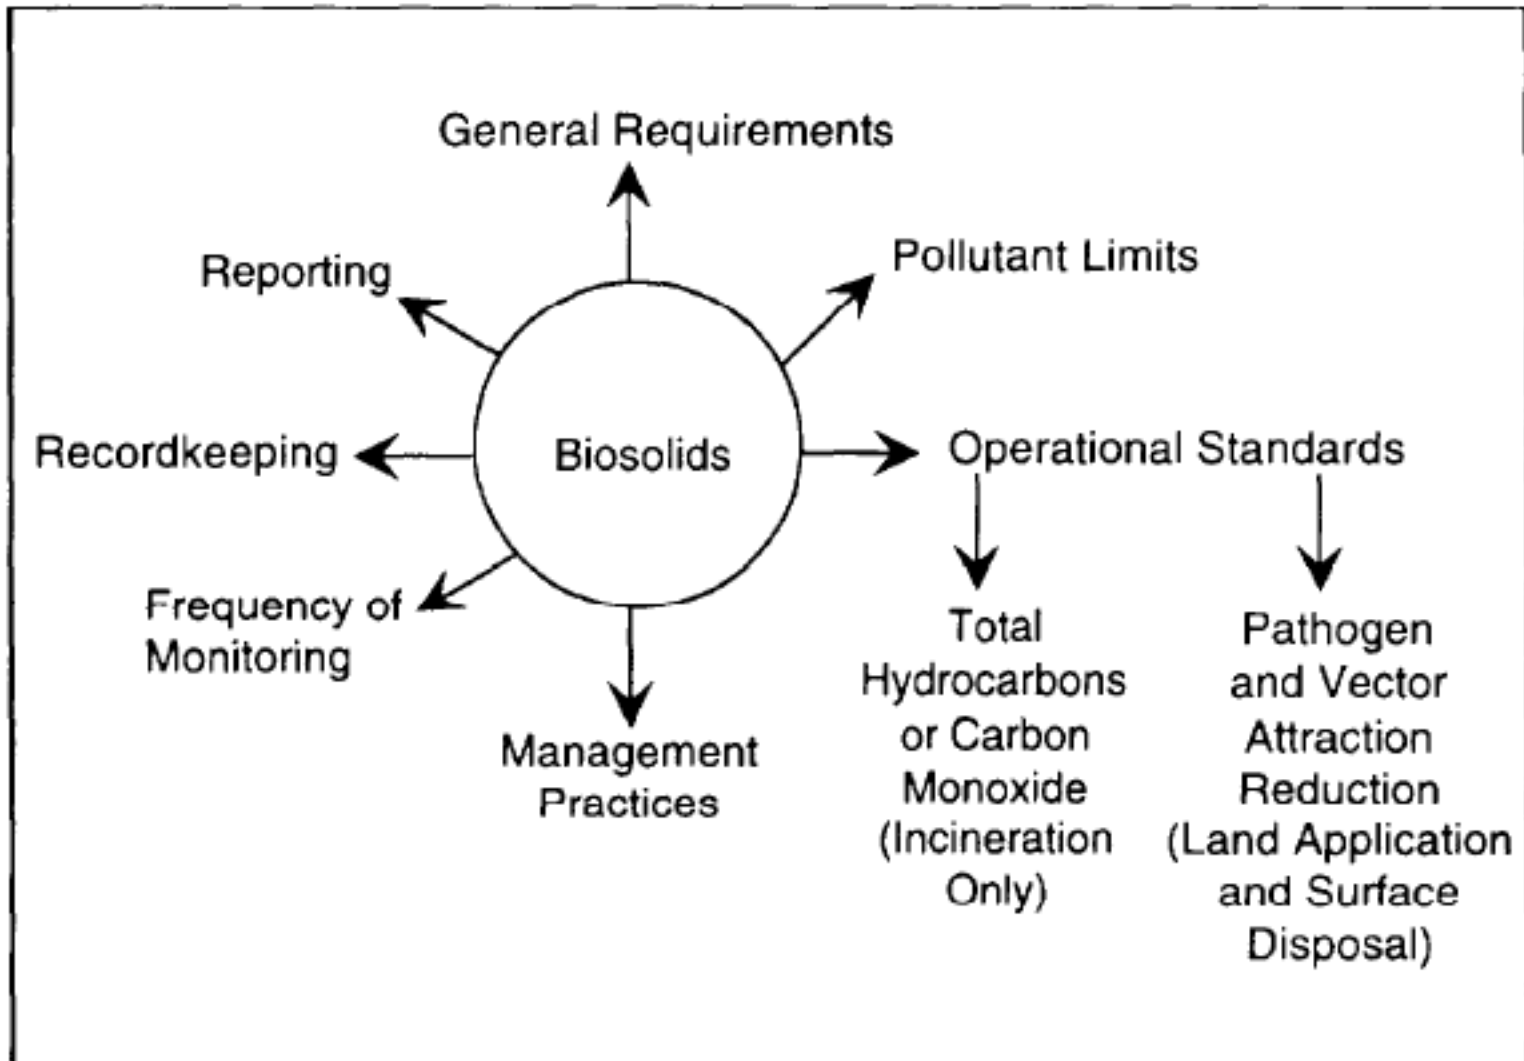 General Requirements
Pollutant Limits
Reporting
Recordkeeping
Biosolids
Operational Standards
Frequency of
Monitoring
Management
Practices
Total
Hydrocarbons
or Carbon
Monoxide
(Incineration
Only)
Pathogen
and Vector
Attraction
Reduction
(Land Application
and Surface
Disposal)